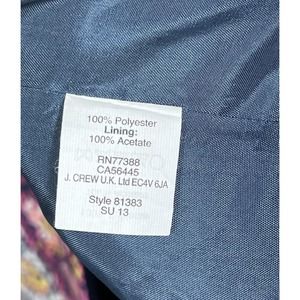 100% Polyester
Lining:
100% Acetate
RN77388
CA56445
J. CREW U.K. Ltd EC4V 6JA
Style 81383
SU 13